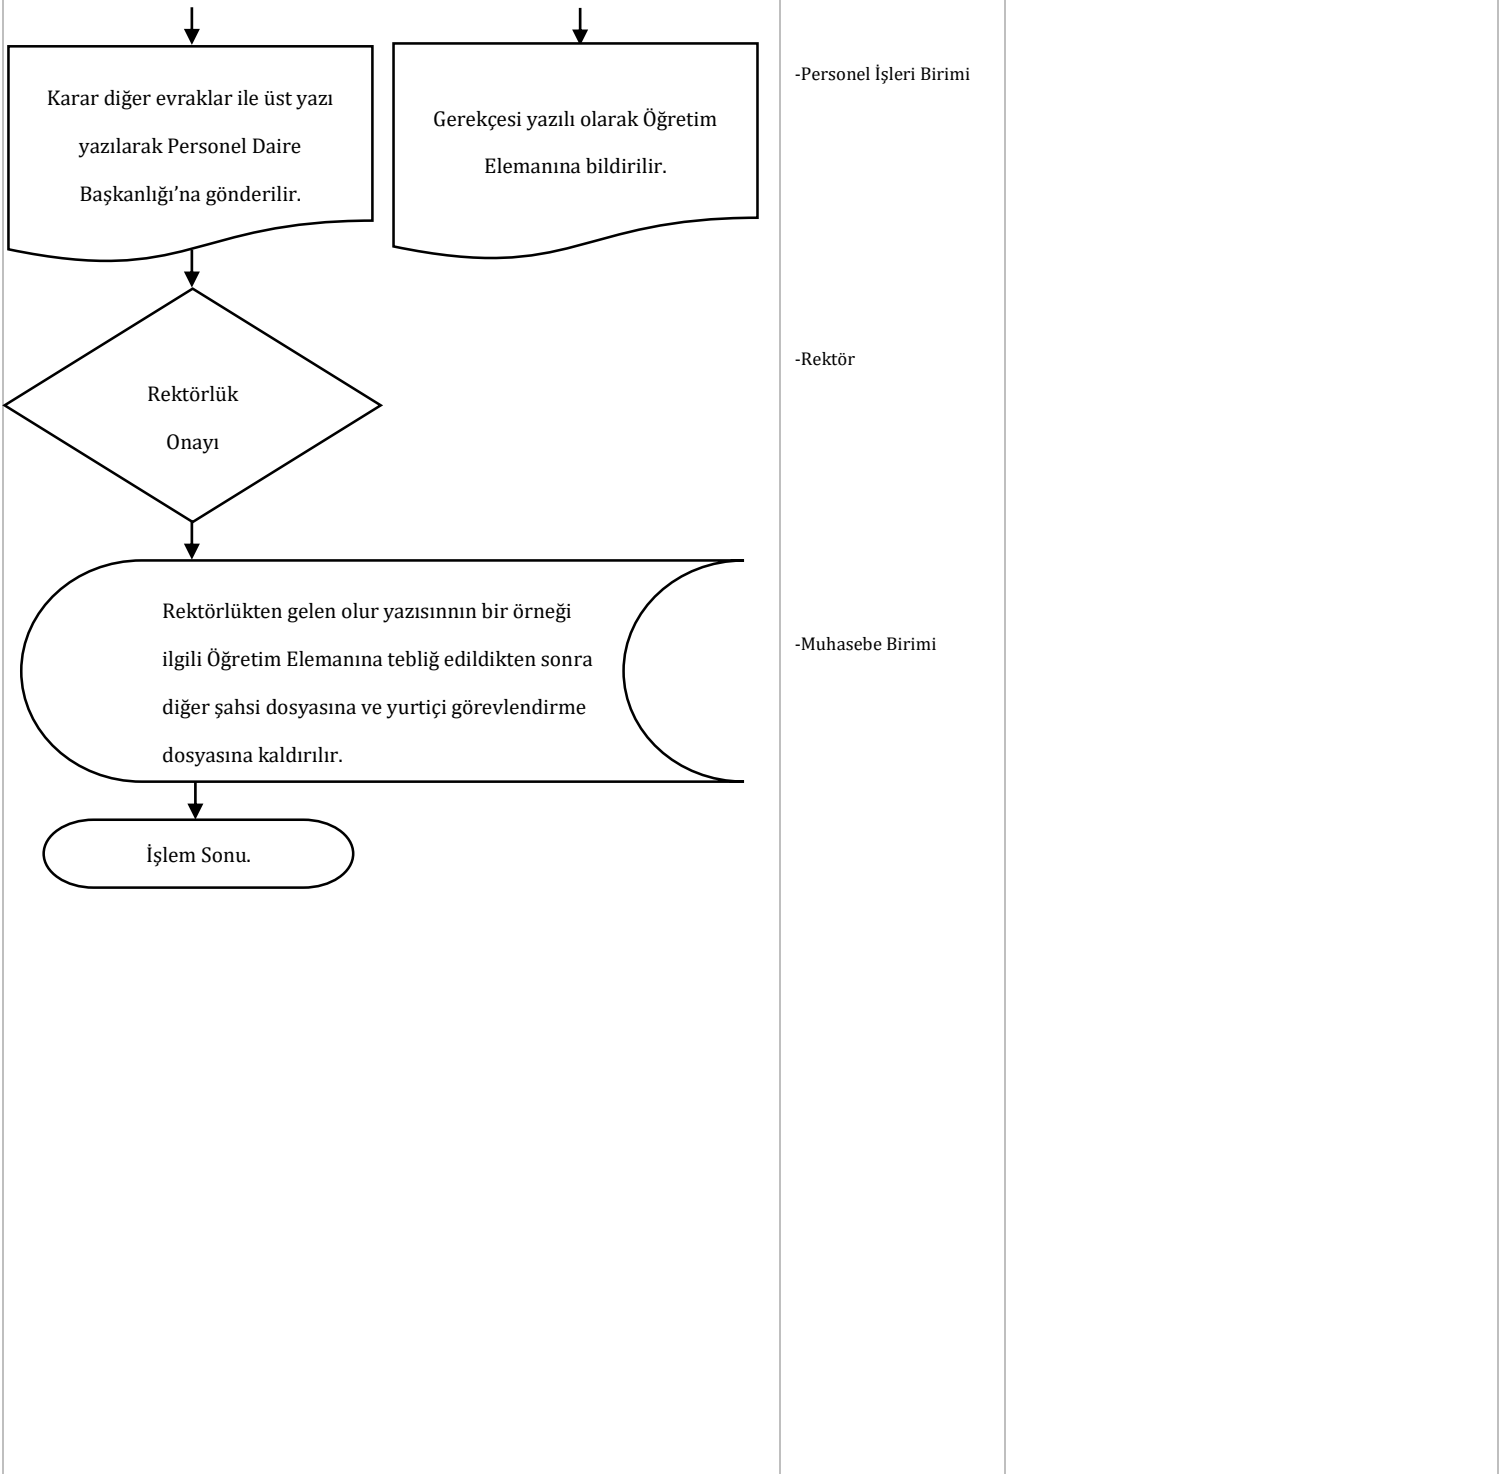 Karar diğer evraklar ile üst yazı
yazılarak Personel Daire
Başkanlığı’na gönderilir.
Gerekçesi yazılı olarak Öğretim
Elemanına bildirilir.
-Personel İşleri Birimi
Rektörlük
Onayı
-Rektör
Rektörlükten gelen olur yazısınnın bir örneği
ilgili Öğretim Elemanına tebliğ edildikten sonra
diğer şahsi dosyasına ve yurtiçi görevlendirme
dosyasına kaldırılır.
-Muhasebe Birimi
İşlem Sonu.